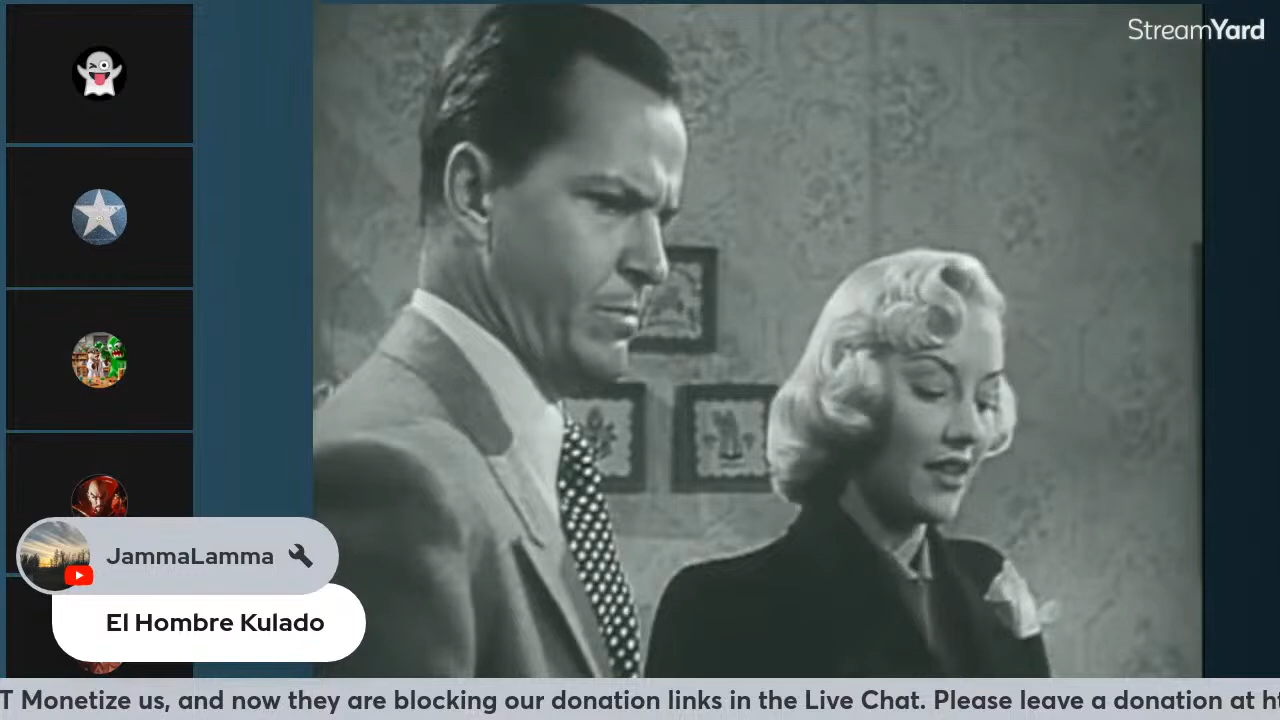 StreamYard
JammaLamma
El Hombre Kulado
T Monetize us, and now they are blocking our donation links in the Live Chat. Please leave a donation at h